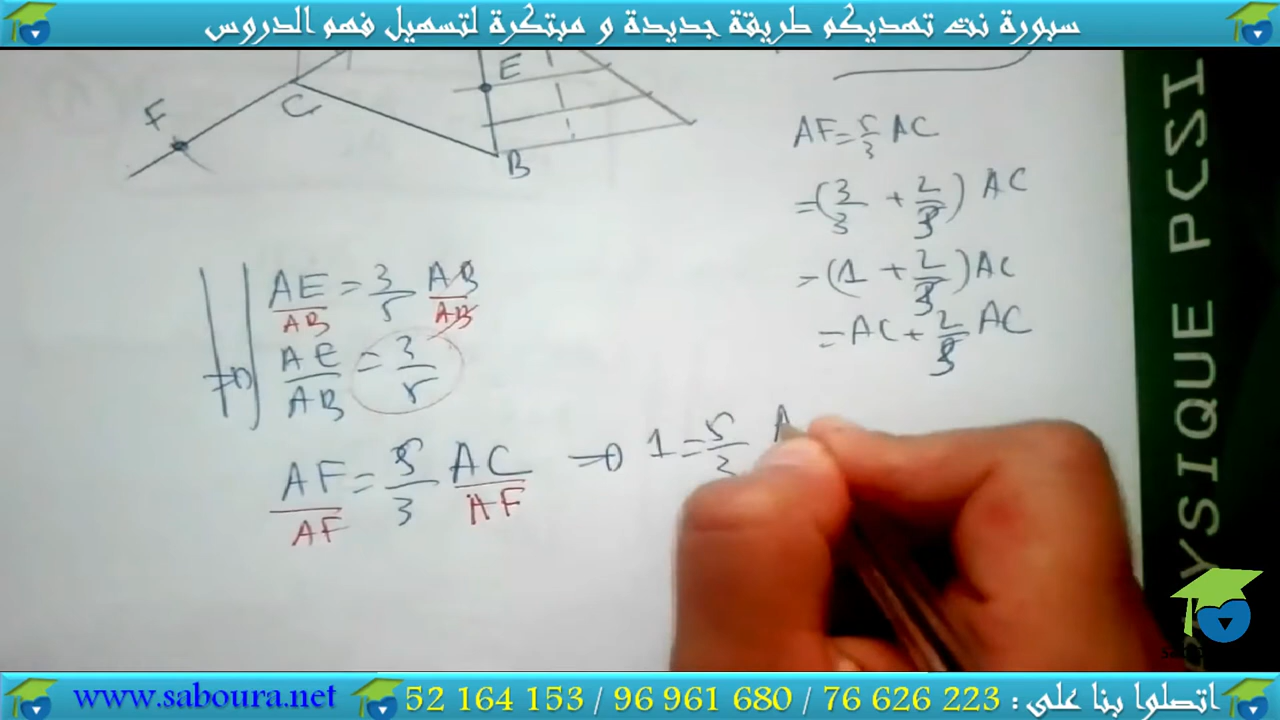 سبورة نت تهديكم طريقة جديدة و مبتكرة لتسهيل فهم الدروس
E
F
C
B
AF=5/3 AC
=(3/3 + 2/3) AC
=(1 + 2/3)AC
=AC+2/3 AC
AE/AB = 3/5 AB/AB
⇒ AE/AB = 3/5
AF/AF = 5/3 AC/AF ⇒ 1=5/3 A
PHYSIQUE PCSI
www.saboura.net 52 164 153 / 96 961 680 / 76 626 223 : اتصلوا بنا على